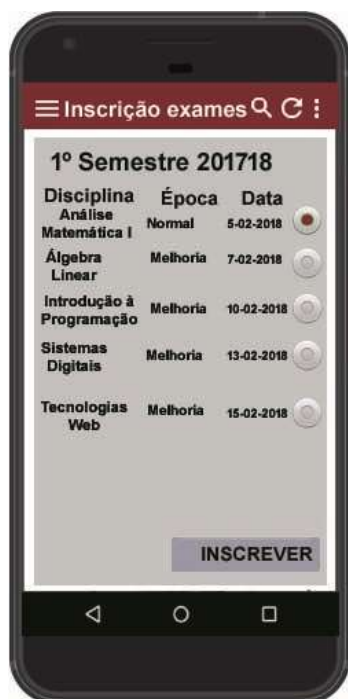 Inscrição exames
1º Semestre 201718
Disciplina Época Data
Análise
Matemática I Normal 5-02-2018
Álgebra
Linear Melhoria 7-02-2018
Introdução à
Programação Melhoria 10-02-2018
Sistemas
Digitais Melhoria 13-02-2018
Tecnologias
Web Melhoria 15-02-2018
INSCREVER